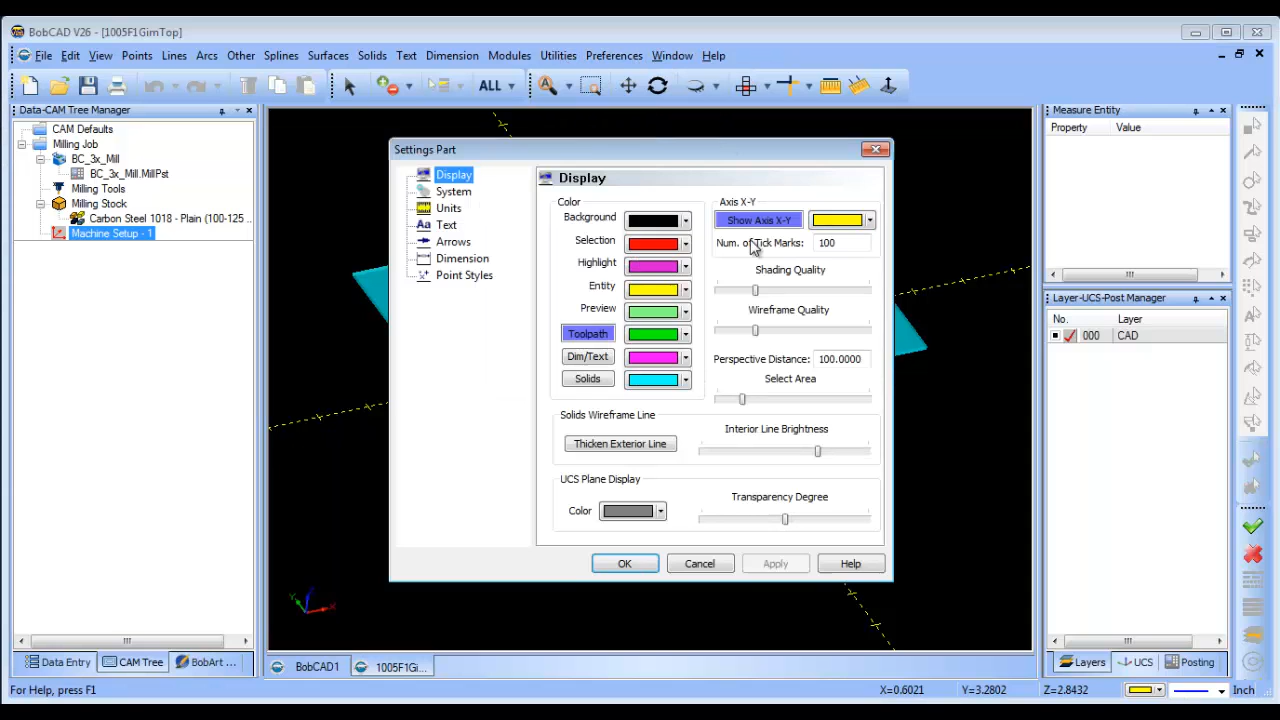 BobCAD V26 - [1005F1GimTop]
File Edit View Points Lines Arcs Other Splines Surfaces Solids Text Dimension Modules Utilities Preferences Window Help
ALL
Data-CAM Tree Manager
CAM Defaults
Milling Job
BC_3x_Mill
BC_3x_Mill.MillPst
Milling Tools
Milling Stock
Carbon Steel 1018 - Plain (100-125
Machine Setup - 1
Data Entry CAM Tree BobArt ...
Settings Part
Display
System
Units
Text
Arrows
Dimension
Point Styles
Display
Color
Background
Selection
Highlight
Entity
Preview
Toolpath
Dim/Text
Solids
Axis X-Y
Show Axis X-Y
Num. of Tick Marks: 100
Shading Quality
Wireframe Quality
Perspective Distance: 100.0000
Select Area
Solids Wireframe Line
Thicken Exterior Line
Interior Line Brightness
UCS Plane Display
Color
Transparency Degree
OK Cancel Apply Help
BobCAD1 1005F1Gi...
Measure Entity
Property Value
Layer-UCS-Post Manager
No. Layer
000 CAD
Layers UCS Posting
For Help, press F1 X=0.6021 Y=3.2802 Z=2.8432 Inch